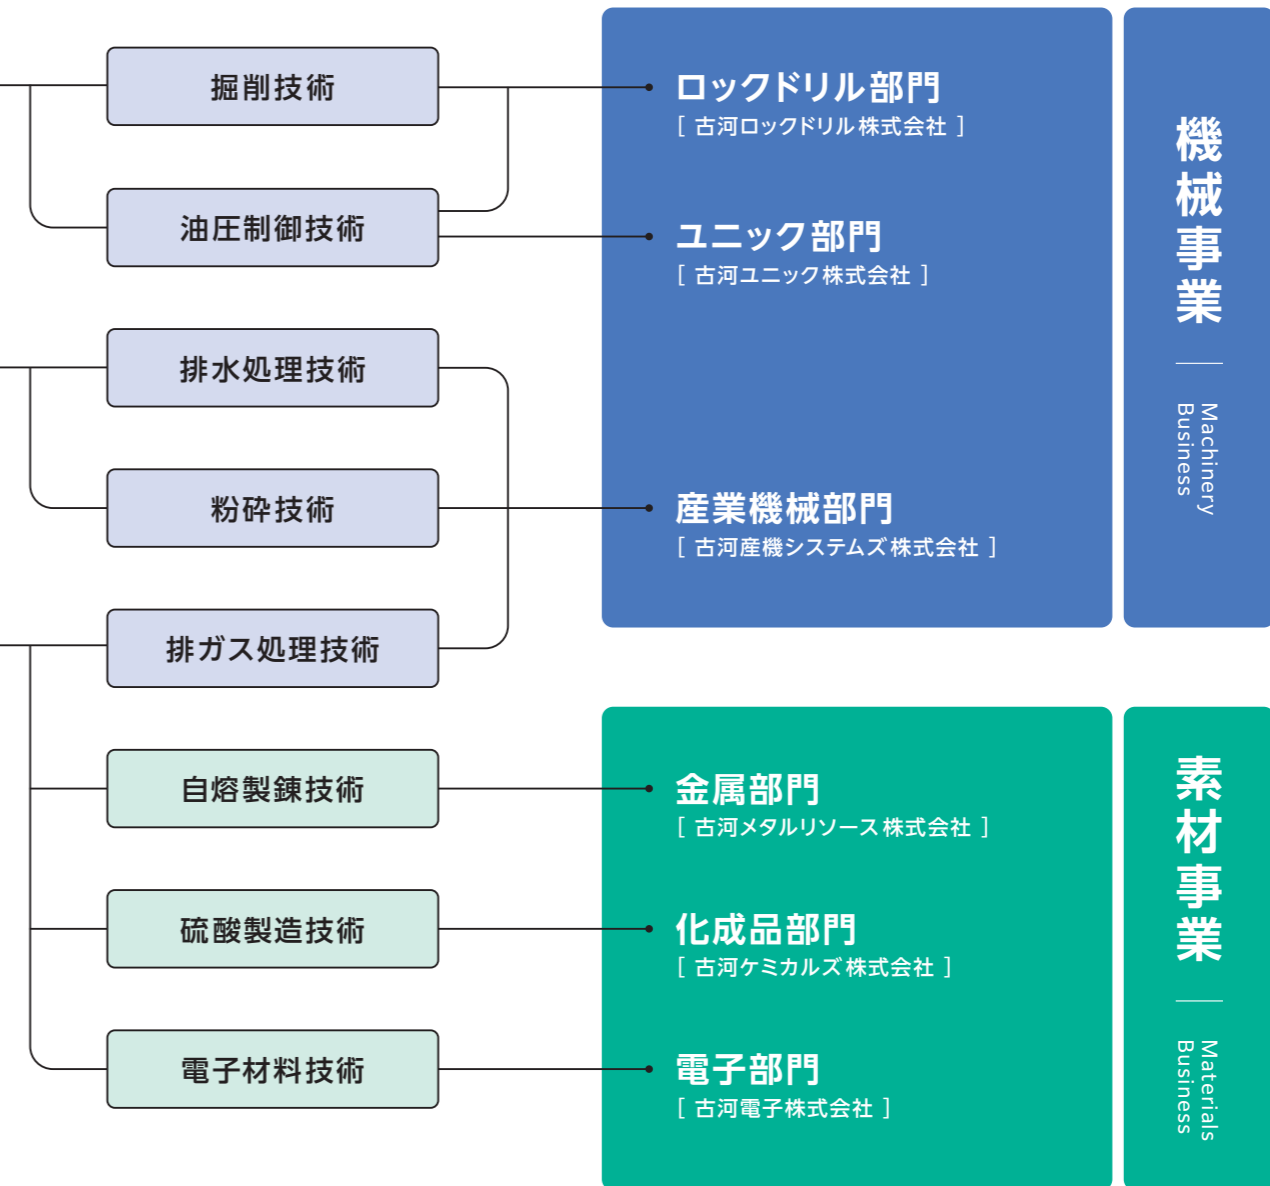 掘削技術
油圧制御技術
排水処理技術
粉砕技術
排ガス処理技術
自熔製錬技術
硫酸製造技術
電子材料技術
ロックドリル部門
[ 古河ロックドリル株式会社 ]
ユニック部門
[ 古河ユニック株式会社 ]
産業機械部門
[ 古河産機システムズ株式会社 ]
機械事業
Machinery
Business
金属部門
[ 古河メタルリソース株式会社 ]
化成品部門
[ 古河ケミカルズ株式会社 ]
電子部門
[ 古河電子株式会社 ]
素材事業
Materials
Business